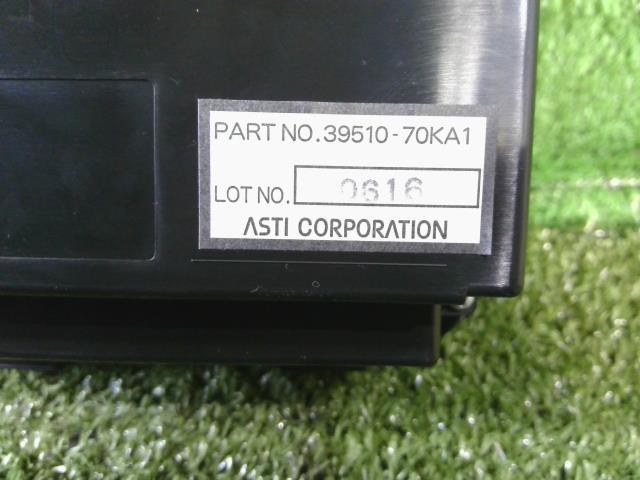 PART NO. 39510-70KA1
LOT NO. 0616
ASTI CORPORATION